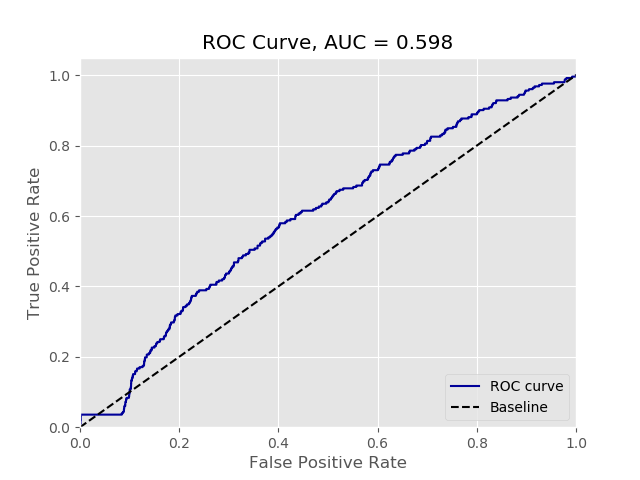 ROC Curve, AUC = 0.598
True Positive Rate
1.0
0.8
0.6
0.4
0.2
0.0
0.0 0.2 0.4 0.6 0.8 1.0
False Positive Rate
ROC curve
Baseline